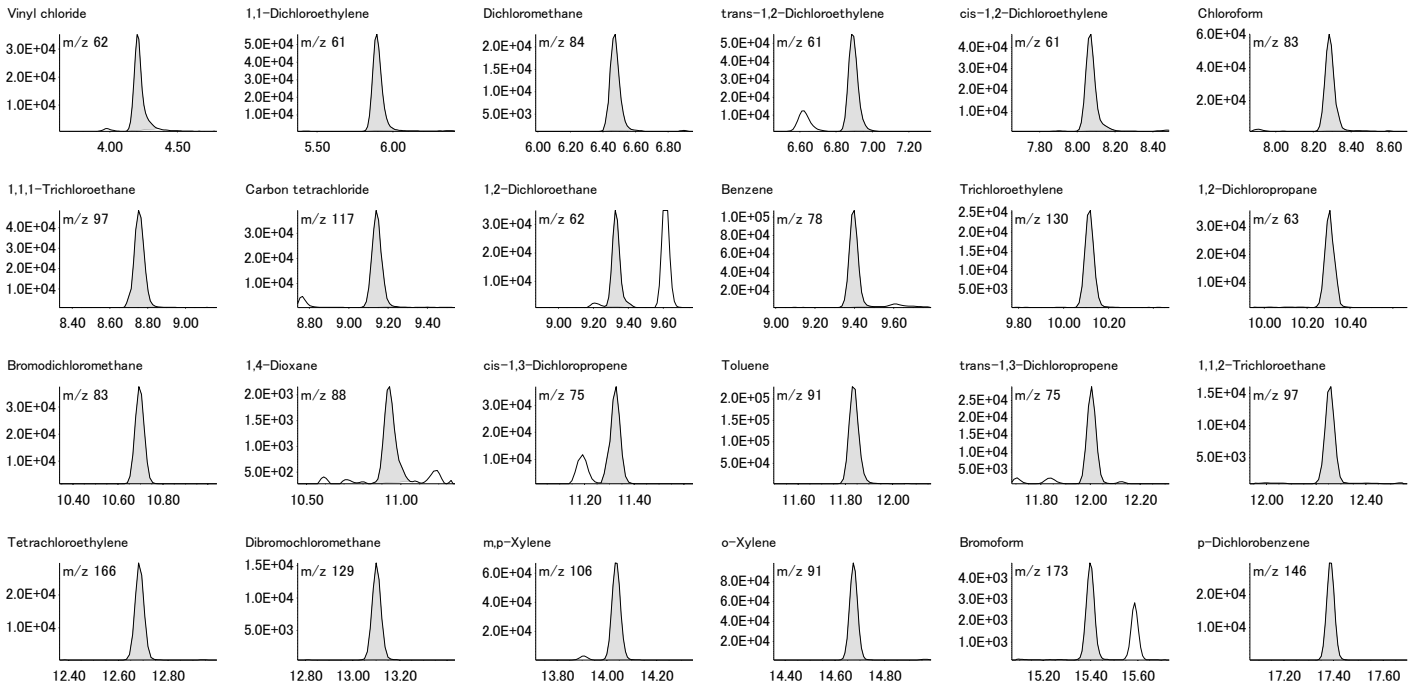 Vinyl chloride
m/z 62
3.0E+04
2.0E+04
1.0E+04
4.00 4.50
1,1-Dichloroethylene
m/z 61
5.0E+04
4.0E+04
3.0E+04
2.0E+04
1.0E+04
5.50 6.00
Dichloromethane
m/z 84
2.0E+04
1.5E+04
1.0E+04
5.0E+03
6.00 6.20 6.40 6.60 6.80
trans-1,2-Dichloroethylene
m/z 61
5.0E+04
4.0E+04
3.0E+04
2.0E+04
1.0E+04
6.60 6.80 7.00 7.20
cis-1,2-Dichloroethylene
m/z 61
4.0E+04
3.0E+04
2.0E+04
1.0E+04
7.80 8.00 8.20 8.40
Chloroform
m/z 83
6.0E+04
4.0E+04
2.0E+04
8.00 8.20 8.40 8.60
1,1,1-Trichloroethane
m/z 97
4.0E+04
3.0E+04
2.0E+04
1.0E+04
8.40 8.60 8.80 9.00
Carbon tetrachloride
m/z 117
3.0E+04
2.0E+04
1.0E+04
8.80 9.00 9.20 9.40
1,2-Dichloroethane
m/z 62
3.0E+04
2.0E+04
1.0E+04
9.00 9.20 9.40 9.60
Benzene
m/z 78
1.0E+05
8.0E+04
6.0E+04
4.0E+04
2.0E+04
9.00 9.20 9.40 9.60
Trichloroethylene
m/z 130
2.5E+04
2.0E+04
1.5E+04
1.0E+04
5.0E+03
9.80 10.00 10.20
1,2-Dichloropropane
m/z 63
3.0E+04
2.0E+04
1.0E+04
10.00 10.20 10.40
Bromodichloromethane
m/z 83
3.0E+04
2.0E+04
1.0E+04
10.40 10.60 10.80
1,4-Dioxane
m/z 88
2.0E+03
1.5E+03
1.0E+03
5.0E+02
10.50 11.00
cis-1,3-Dichloropropene
m/z 75
3.0E+04
2.0E+04
1.0E+04
11.20 11.40
Toluene
m/z 91
2.0E+05
1.5E+05
1.0E+05
5.0E+04
11.60 11.80 12.00
trans-1,3-Dichloropropene
m/z 75
2.5E+04
2.0E+04
1.5E+04
1.0E+04
5.0E+03
11.80 12.00 12.20
1,1,2-Trichloroethane
m/z 97
1.5E+04
1.0E+04
5.0E+03
12.00 12.20 12.40
Tetrachloroethylene
m/z 166
2.0E+04
1.0E+04
12.40 12.60 12.80
Dibromochloromethane
m/z 129
1.5E+04
1.0E+04
5.0E+03
12.80 13.00 13.20
m,p-Xylene
m/z 106
6.0E+04
4.0E+04
2.0E+04
13.80 14.00 14.20
o-Xylene
m/z 91
8.0E+04
6.0E+04
4.0E+04
2.0E+04
14.40 14.60 14.80
Bromoform
m/z 173
4.0E+03
3.0E+03
2.0E+03
1.0E+03
15.20 15.40 15.60
p-Dichlorobenzene
m/z 146
2.0E+04
1.0E+04
17.20 17.40 17.60